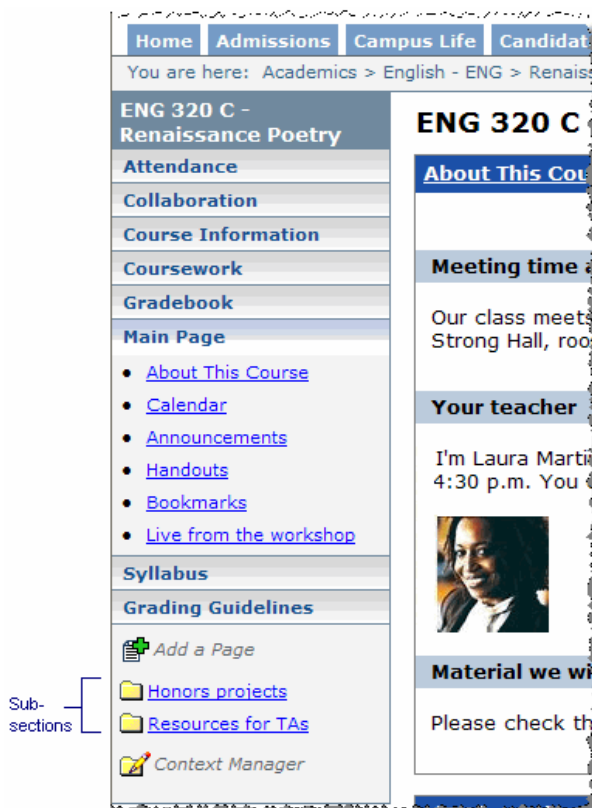 Home Admissions Campus Life Candidat
You are here: Academics > English - ENG > Renais
ENG 320 C -
Renaissance Poetry
Attendance
Collaboration
Course Information
Coursework
Gradebook
Main Page
About This Course
Calendar
Announcements
Handouts
Bookmarks
Live from the workshop
Syllabus
Grading Guidelines
Add a Page
Sub-
sections
Honors projects
Resources for TAs
Context Manager
ENG 320 C
About This Cou
Meeting time
Our class meets
Strong Hall, roo
Your teacher
I'm Laura Marti
4:30 p.m. You
Material we wi
Please check th